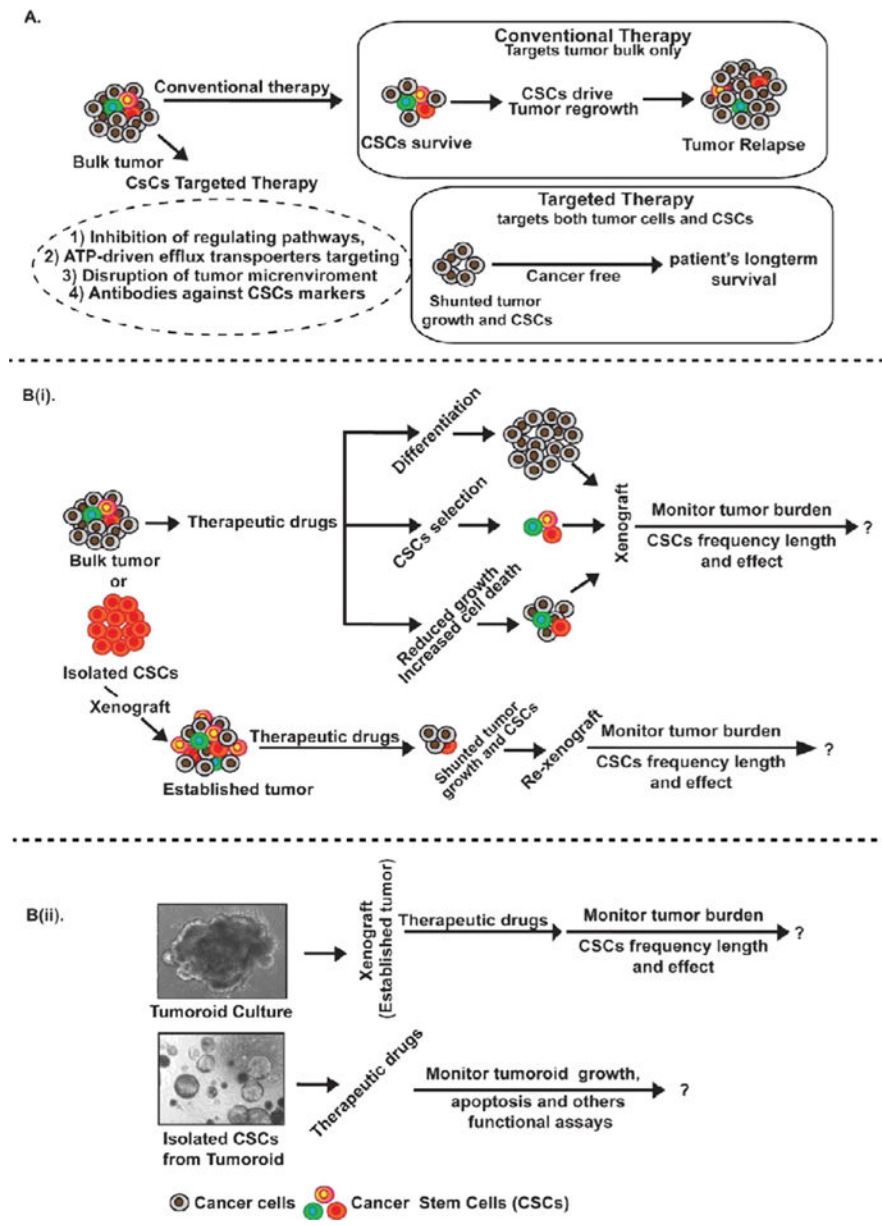 A.
Conventional Therapy
Targets tumor bulk only
Conventional therapy
Bulk tumor
CSCs survive
CSCs drive
Tumor regrowth
Tumor Relapse
CsCs Targeted Therapy
1) Inhibition of regulating pathways,
2) ATP-driven efflux transpoerters targeting
3) Disruption of tumor micrenviroment
4) Antibodies against CSCs markers
Targeted Therapy
targets both tumor cells and CSCs
Shunted tumor
growth and CSCs
Cancer free
patient's longterm
survival
B(i).
Bulk tumor
or
Isolated CSCs
Therapeutic drugs
Differentiation
CSCs selection
Reduced growth
Increased cell death
Xenograft
Monitor tumor burden
CSCs frequency length
and effect
?
Xenograft
Established tumor
Therapeutic drugs
Shunted tumor
growth and CSCs
Re-xenograft
Monitor tumor burden
CSCs frequency length
and effect
?
B(ii).
Tumoroid Culture
Xenograft
(Established tumor)
Therapeutic drugs
Monitor tumor burden
CSCs frequency length
and effect
?
Isolated CSCs
from Tumoroid
Therapeutic drugs
Monitor tumoroid growth,
apoptosis and others
functional assays
?
Cancer cells
Cancer Stem Cells (CSCs)